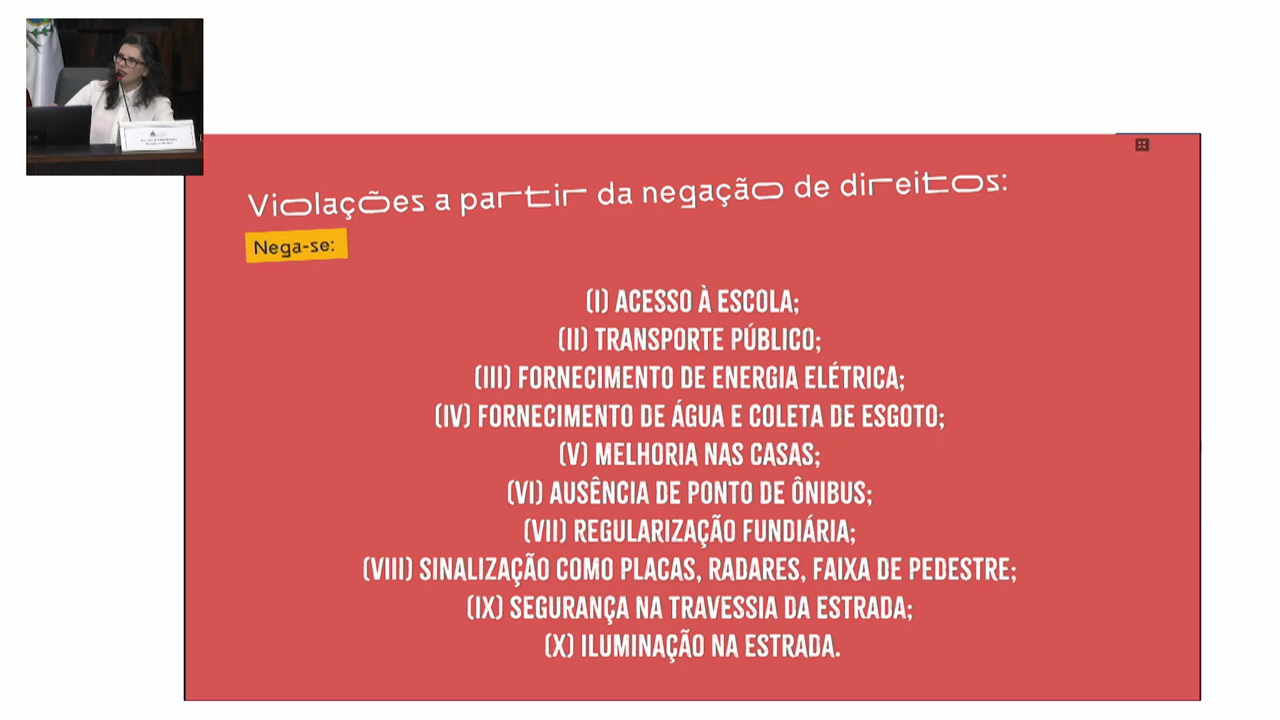 Violações a partir da negação de direitos:
Nega-se:
(I) ACESSO À ESCOLA;
(II) TRANSPORTE PÚBLICO;
(III) FORNECIMENTO DE ENERGIA ELÉTRICA;
(IV) FORNECIMENTO DE ÁGUA E COLETA DE ESGOTO;
(V) MELHORIA NAS CASAS;
(VI) AUSÊNCIA DE PONTO DE ÔNIBUS;
(VII) REGULARIZAÇÃO FUNDIÁRIA;
(VIII) SINALIZAÇÃO COMO PLACAS, RADARES, FAIXA DE PEDESTRE;
(IX) SEGURANÇA NA TRAVESSIA DA ESTRADA;
(X) ILUMINAÇÃO NA ESTRADA.